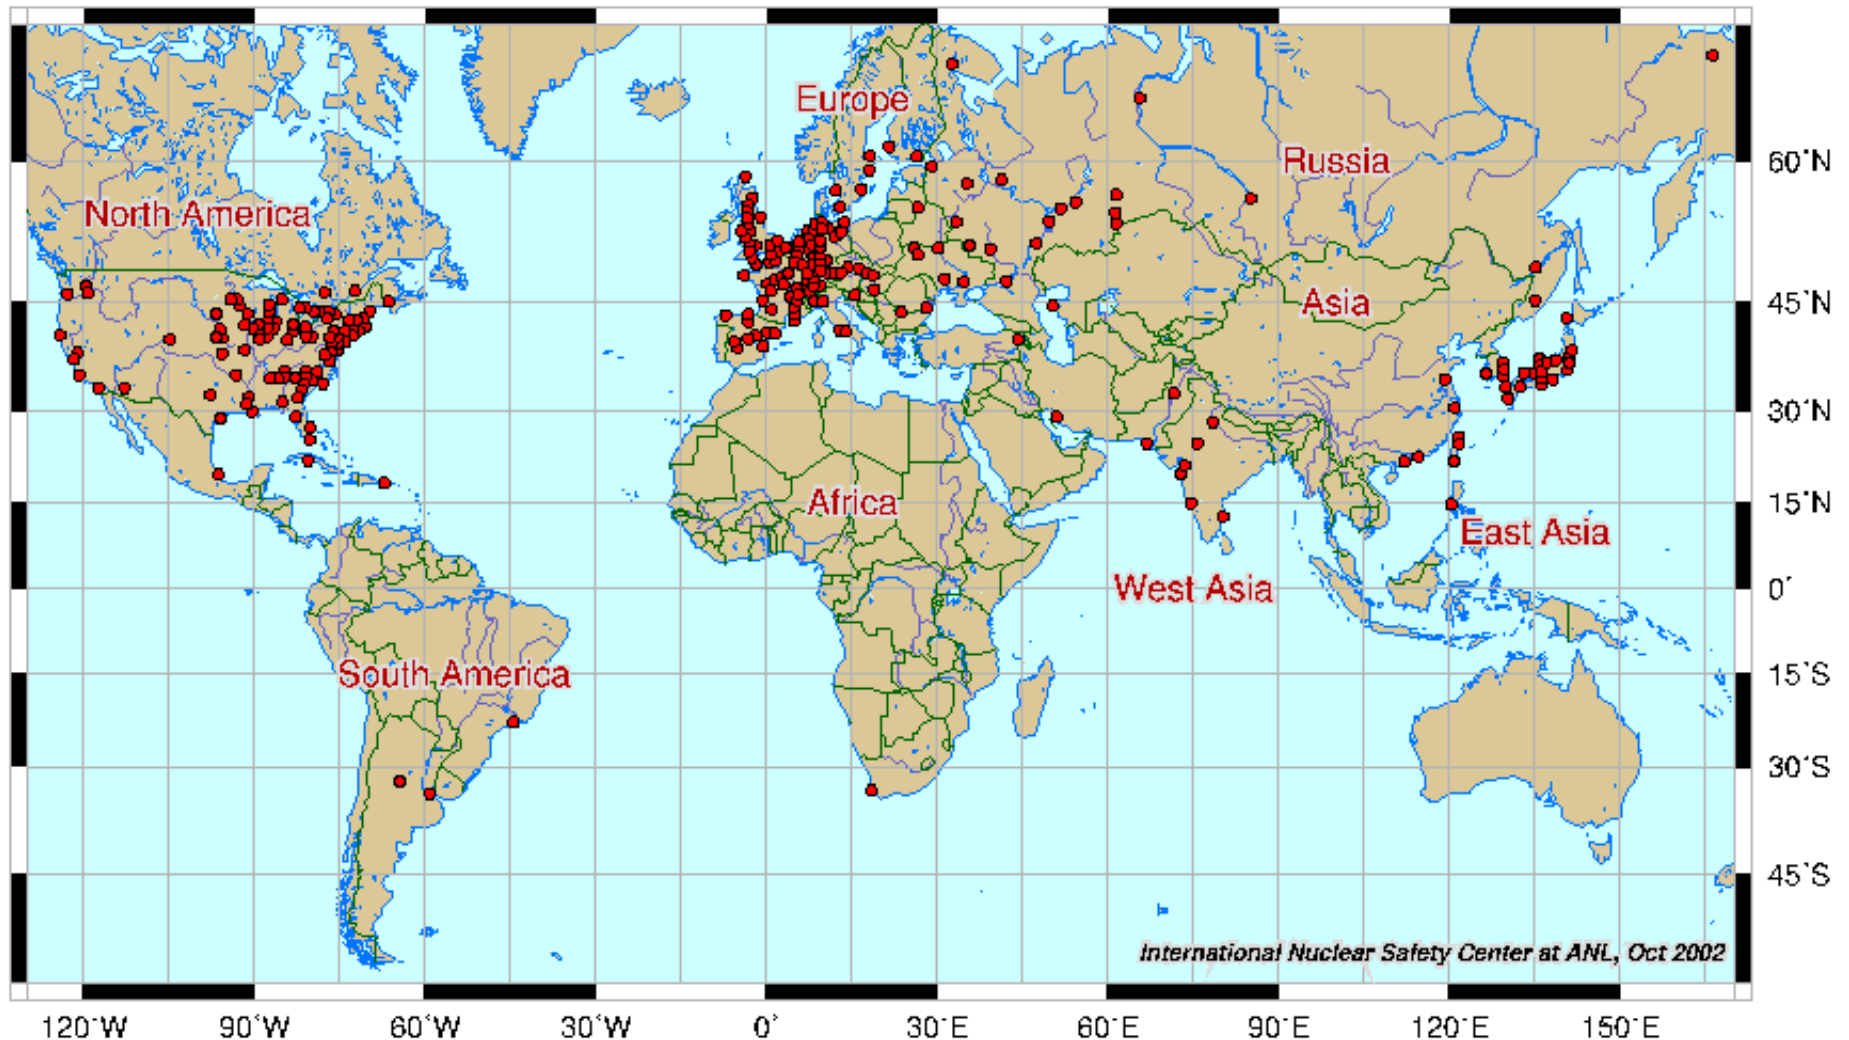 Europe
Russia
60°N
North America
Asia
45°N
30°N
Africa
15°N
East Asia
West Asia
0°
South America
15°S
30°S
45°S
International Nuclear Safety Center at ANL, Oct 2002
120°W 90°W 60°W 30°W 0° 30°E 60°E 90°E 120°E 150°E